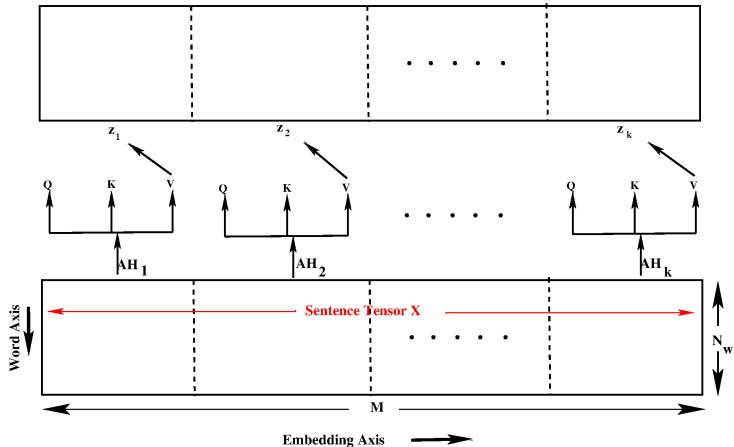 z1 z2 zk
Q K V Q K V Q K V
AH1 AH2 AHk
Sentence Tensor X
Word Axis
Nw
M
Embedding Axis